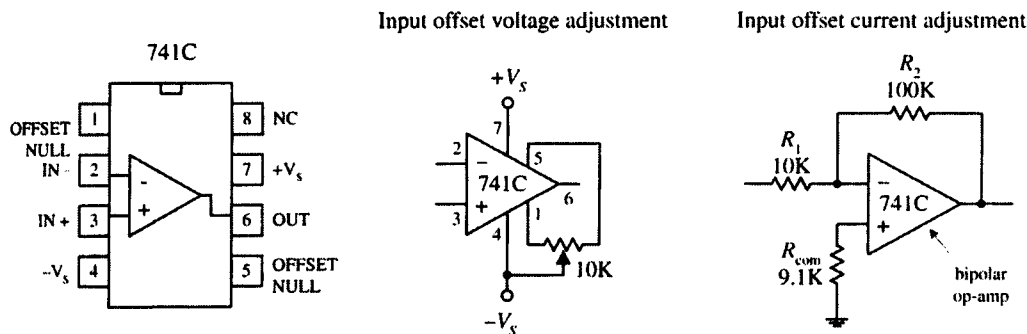 Input offset voltage adjustment
Input offset current adjustment
741C
1
OFFSET
NULL
IN -
2
IN +
3
-Vs
4
8
NC
7
+Vs
6
OUT
5
OFFSET
NULL
+Vs
7
2
-
5
741C
6
3
+
1
4
10K
-Vs
R2
100K
R1
10K
-
741C
+
Rcom
9.1K
bipolar
op-amp
-
+